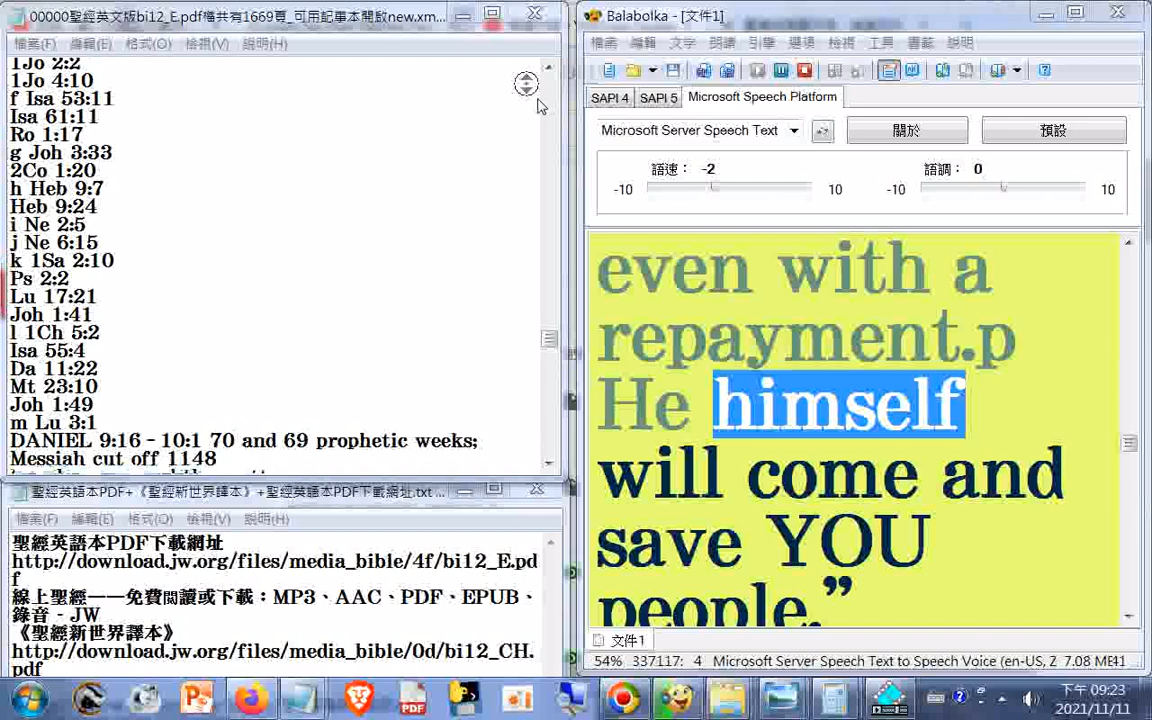 00000聖經英文版bi12_E.pdf檔共有1669頁_可用記事本開啟new.xm...
檔案(F) 編輯(E) 格式(O) 檢視(V) 說明(H)
1Jo 2:2
1Jo 4:10
f Isa 53:11
Isa 61:11
Ro 1:17
g Joh 3:33
2Co 1:20
h Heb 9:7
Heb 9:24
i Ne 2:5
j Ne 6:15
k 1Sa 2:10
Ps 2:2
Lu 17:21
Joh 1:41
l 1Ch 5:2
Isa 55:4
Da 11:22
Mt 23:10
Joh 1:49
m Lu 3:1
DANIEL 9:16–10:1 70 and 69 prophetic weeks;
Messiah cut off 1148
聖經英語本PDF+《聖經新世界譯本》+聖經英語本PDF下載網址.txt ...
檔案(F) 編輯(E) 格式(O) 檢視(V) 說明(H)
聖經英語本PDF下載網址
http://download.jw.org/files/media_bible/4f/bi12_E.pd
f
線上聖經——免費閱讀或下載：MP3、AAC、PDF、EPUB、
錄音 - JW
《聖經新世界譯本》
http://download.jw.org/files/media_bible/0d/bi12_CH.
pdf
Balabolka - [文件1]
檔案 編輯 文字 朗讀 引擎 選項 檢視 工具 書籤 說明
SAPI 4 SAPI 5 Microsoft Speech Platform
Microsoft Server Speech Text 關於 預設
語速： -2 語調： 0
-10 10 -10 10
even with a
repayment.p
He himself
will come and
save YOU
people.”
文件1
54% 337117: 4 Microsoft Server Speech Text to Speech Voice (en-US, Z 7.08 ME41
PDF
下午 09:23
2021/11/11